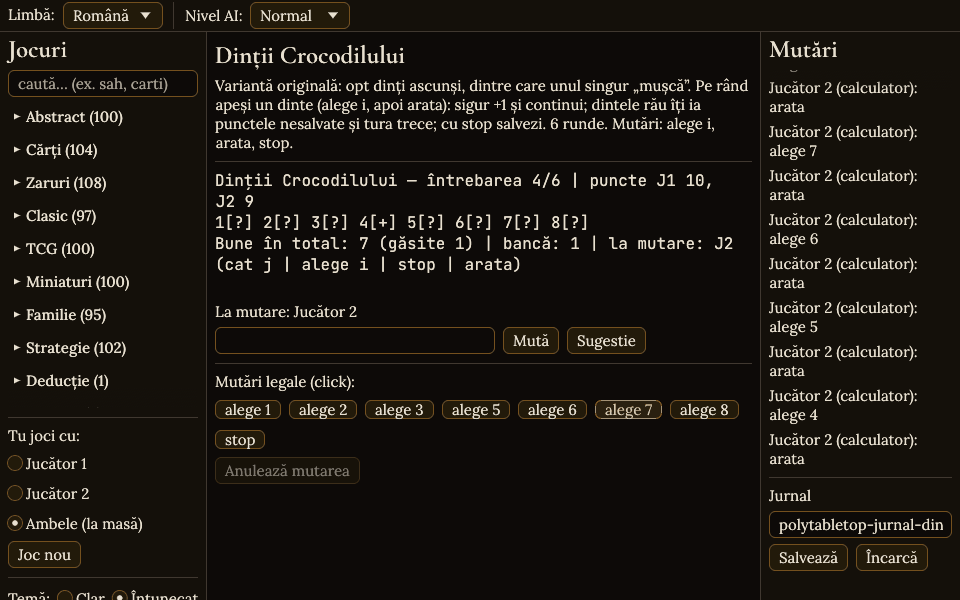 Limbă: Română ▼ Nivel AI: Normal ▼
Jocuri
caută... (ex. sah, carti)
▸ Abstract (100)
▸ Cărți (104)
▸ Zaruri (108)
▸ Clasic (97)
▸ TCG (100)
▸ Miniaturi (100)
▸ Familie (95)
▸ Strategie (102)
▸ Deducție (1)
Tu joci cu:
Jucător 1
Jucător 2
Ambele (la masă)
Joc nou
Temă: Clar Întunecat
Dinții Crocodilului
Variantă originală: opt dinți ascunși, dintre care unul singur „mușcă”. Pe rând
apeși un dinte (alege i, apoi arata): sigur +1 și continui; dintele rău îți ia
punctele nesalvate și tura trece; cu stop salvezi. 6 runde. Mutări: alege i,
arata, stop.
Dinții Crocodilului — întrebarea 4/6 | puncte J1 10,
J2 9
1[?] 2[?] 3[?] 4[+] 5[?] 6[?] 7[?] 8[?]
Bune în total: 7 (găsite 1) | bancă: 1 | la mutare: J2
(cat j | alege i | stop | arata)
La mutare: Jucător 2
Mută Sugestie
Mutări legale (click):
alege 1 alege 2 alege 3 alege 5 alege 6 alege 7 alege 8
stop
Anulează mutarea
Mutări
Jucător 2 (calculator):
arata
Jucător 2 (calculator):
alege 7
Jucător 2 (calculator):
arata
Jucător 2 (calculator):
alege 6
Jucător 2 (calculator):
arata
Jucător 2 (calculator):
alege 5
Jucător 2 (calculator):
arata
Jucător 2 (calculator):
alege 4
Jucător 2 (calculator):
arata
Jurnal
polytabletop-jurnal-din
Salvează Încarcă